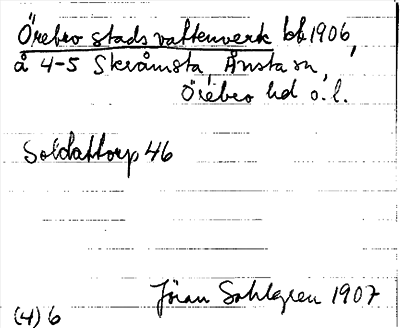 Örebro stads vattenverk bb 1906,
å 4-5 Skråmsta, Ånsta sn,
Örebro hd o. l.
Soldattorp 46
Jöran Sahlgren 1907
(4) 6